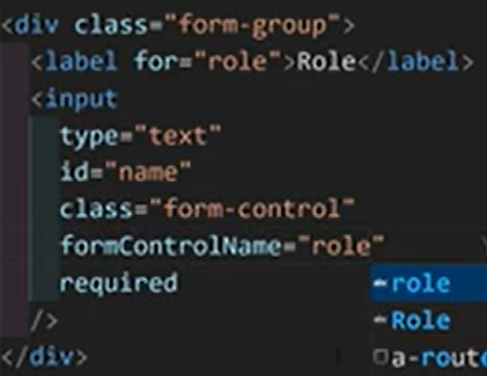 <div class="form-group">
<label for="role">Role</label>
<input
type="text"
id="name"
class="form-control"
formControlName="role"
required
role
/>
Role
</div>
a-route